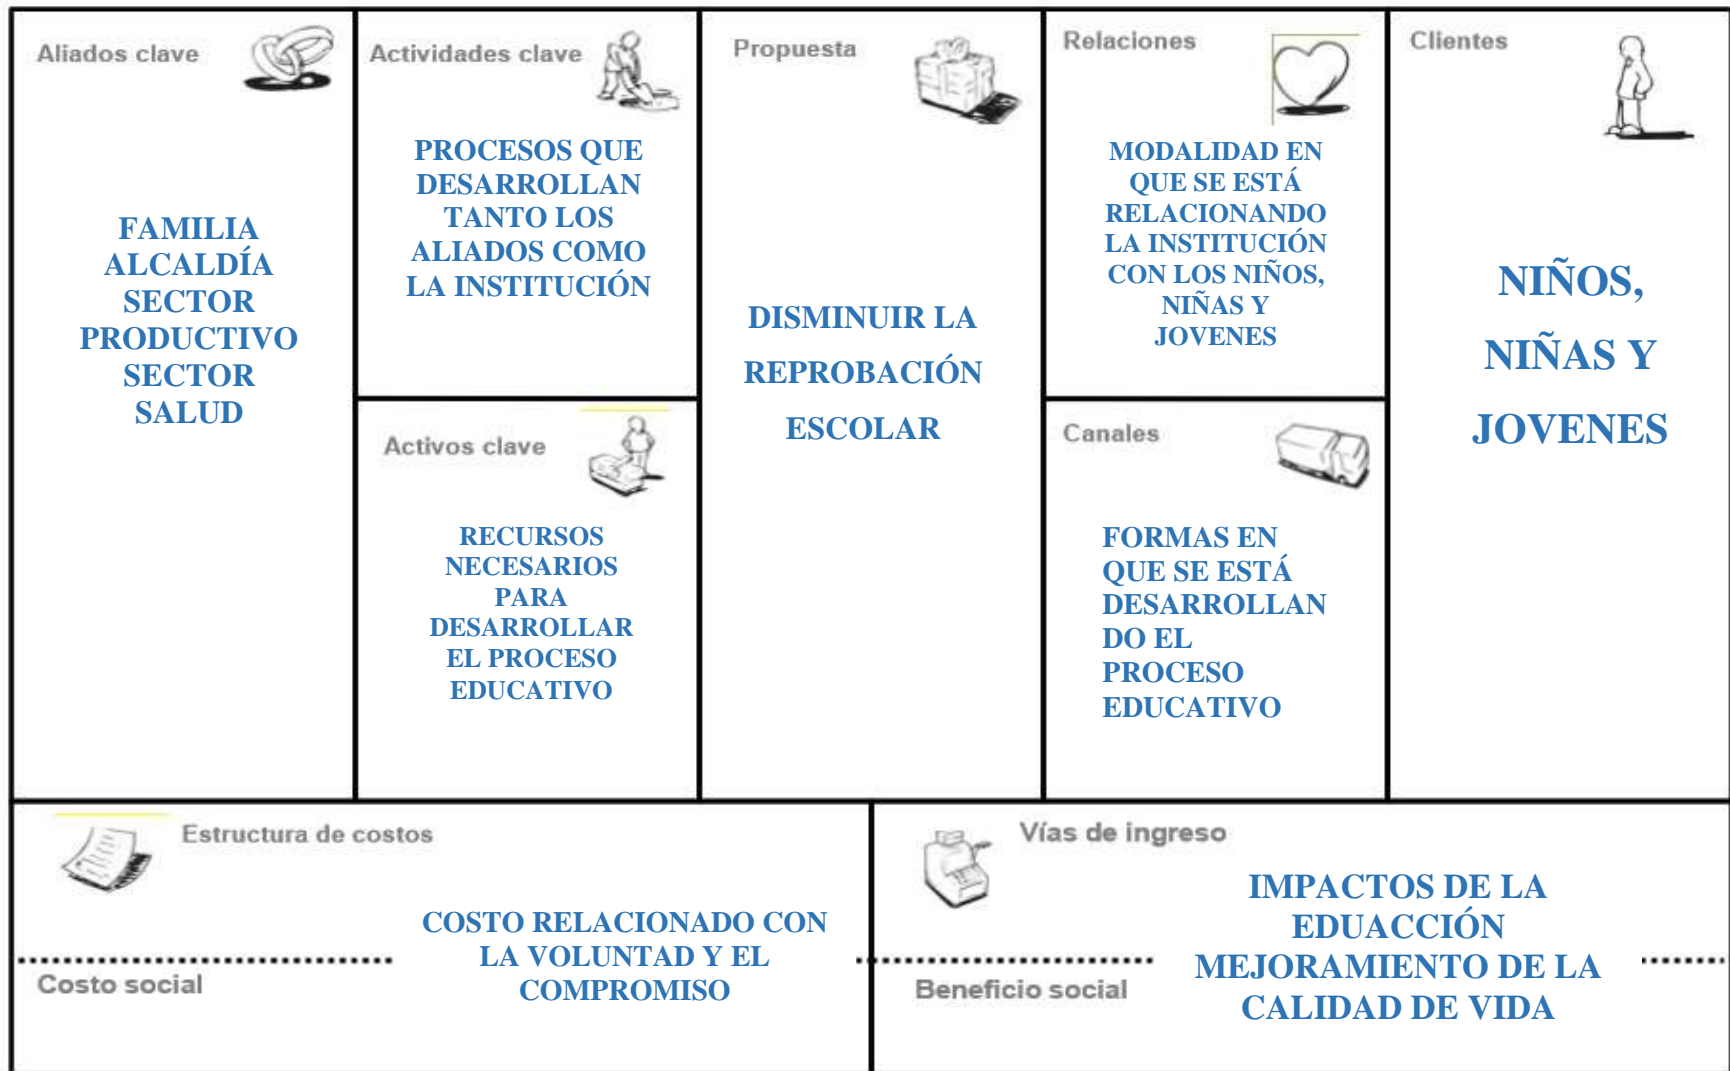 Aliados clave
FAMILIA
ALCALDÍA
SECTOR
PRODUCTIVO
SECTOR
SALUD
Actividades clave
PROCESOS QUE
DESARROLLAN
TANTO LOS
ALIADOS COMO
LA INSTITUCIÓN
Activos clave
RECURSOS
NECESARIOS
PARA
DESARROLLAR
EL PROCESO
EDUCATIVO
Propuesta
DISMINUIR LA
REPROBACIÓN
ESCOLAR
Relaciones
MODALIDAD EN
QUE SE ESTÁ
RELACIONANDO
LA INSTITUCIÓN
CON LOS NIÑOS,
NIÑAS Y
JOVENES
Canales
FORMAS EN
QUE SE ESTÁ
DESARROLLAN
DO EL
PROCESO
EDUCATIVO
Clientes
NIÑOS,
NIÑAS Y
JOVENES
Estructura de costos
COSTO RELACIONADO CON
LA VOLUNTAD Y EL
COMPROMISO
Costo social
Vías de ingreso
IMPACTOS DE LA
EDUACCIÓN
MEJORAMIENTO DE LA
CALIDAD DE VIDA
Beneficio social